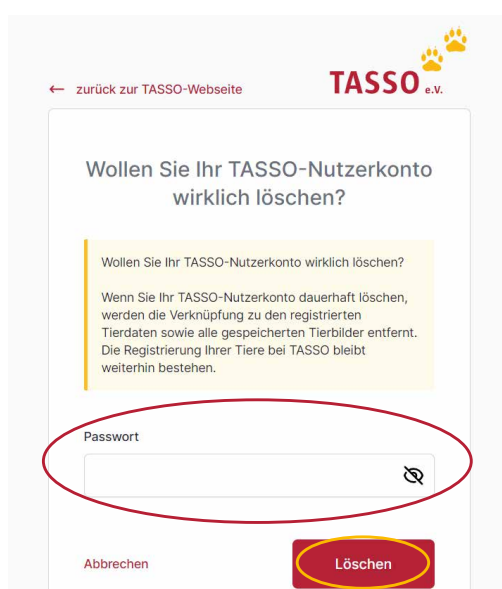 TASSO e.V.
← zurück zur TASSO-Webseite
Wollen Sie Ihr TASSO-Nutzerkonto
wirklich löschen?
Wollen Sie Ihr TASSO-Nutzerkonto wirklich löschen?
Wenn Sie Ihr TASSO-Nutzerkonto dauerhaft löschen,
werden die Verknüpfung zu den registrierten
Tierdaten sowie alle gespeicherten Tierbilder entfernt.
Die Registrierung Ihrer Tiere bei TASSO bleibt
weiterhin bestehen.
Passwort
Abbrechen
Löschen